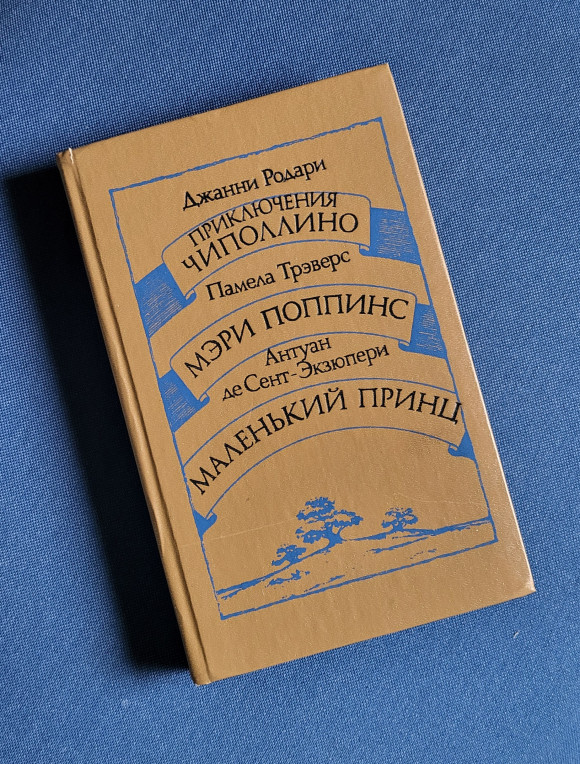 Джанни Родари
ПРИКЛЮЧЕНИЯ
ЧИПОЛЛИНО
Памела Трэверс
МЭРИ ПОППИНС
Антуан
де Сент-Экзюпери
МАЛЕНЬКИЙ ПРИНЦ